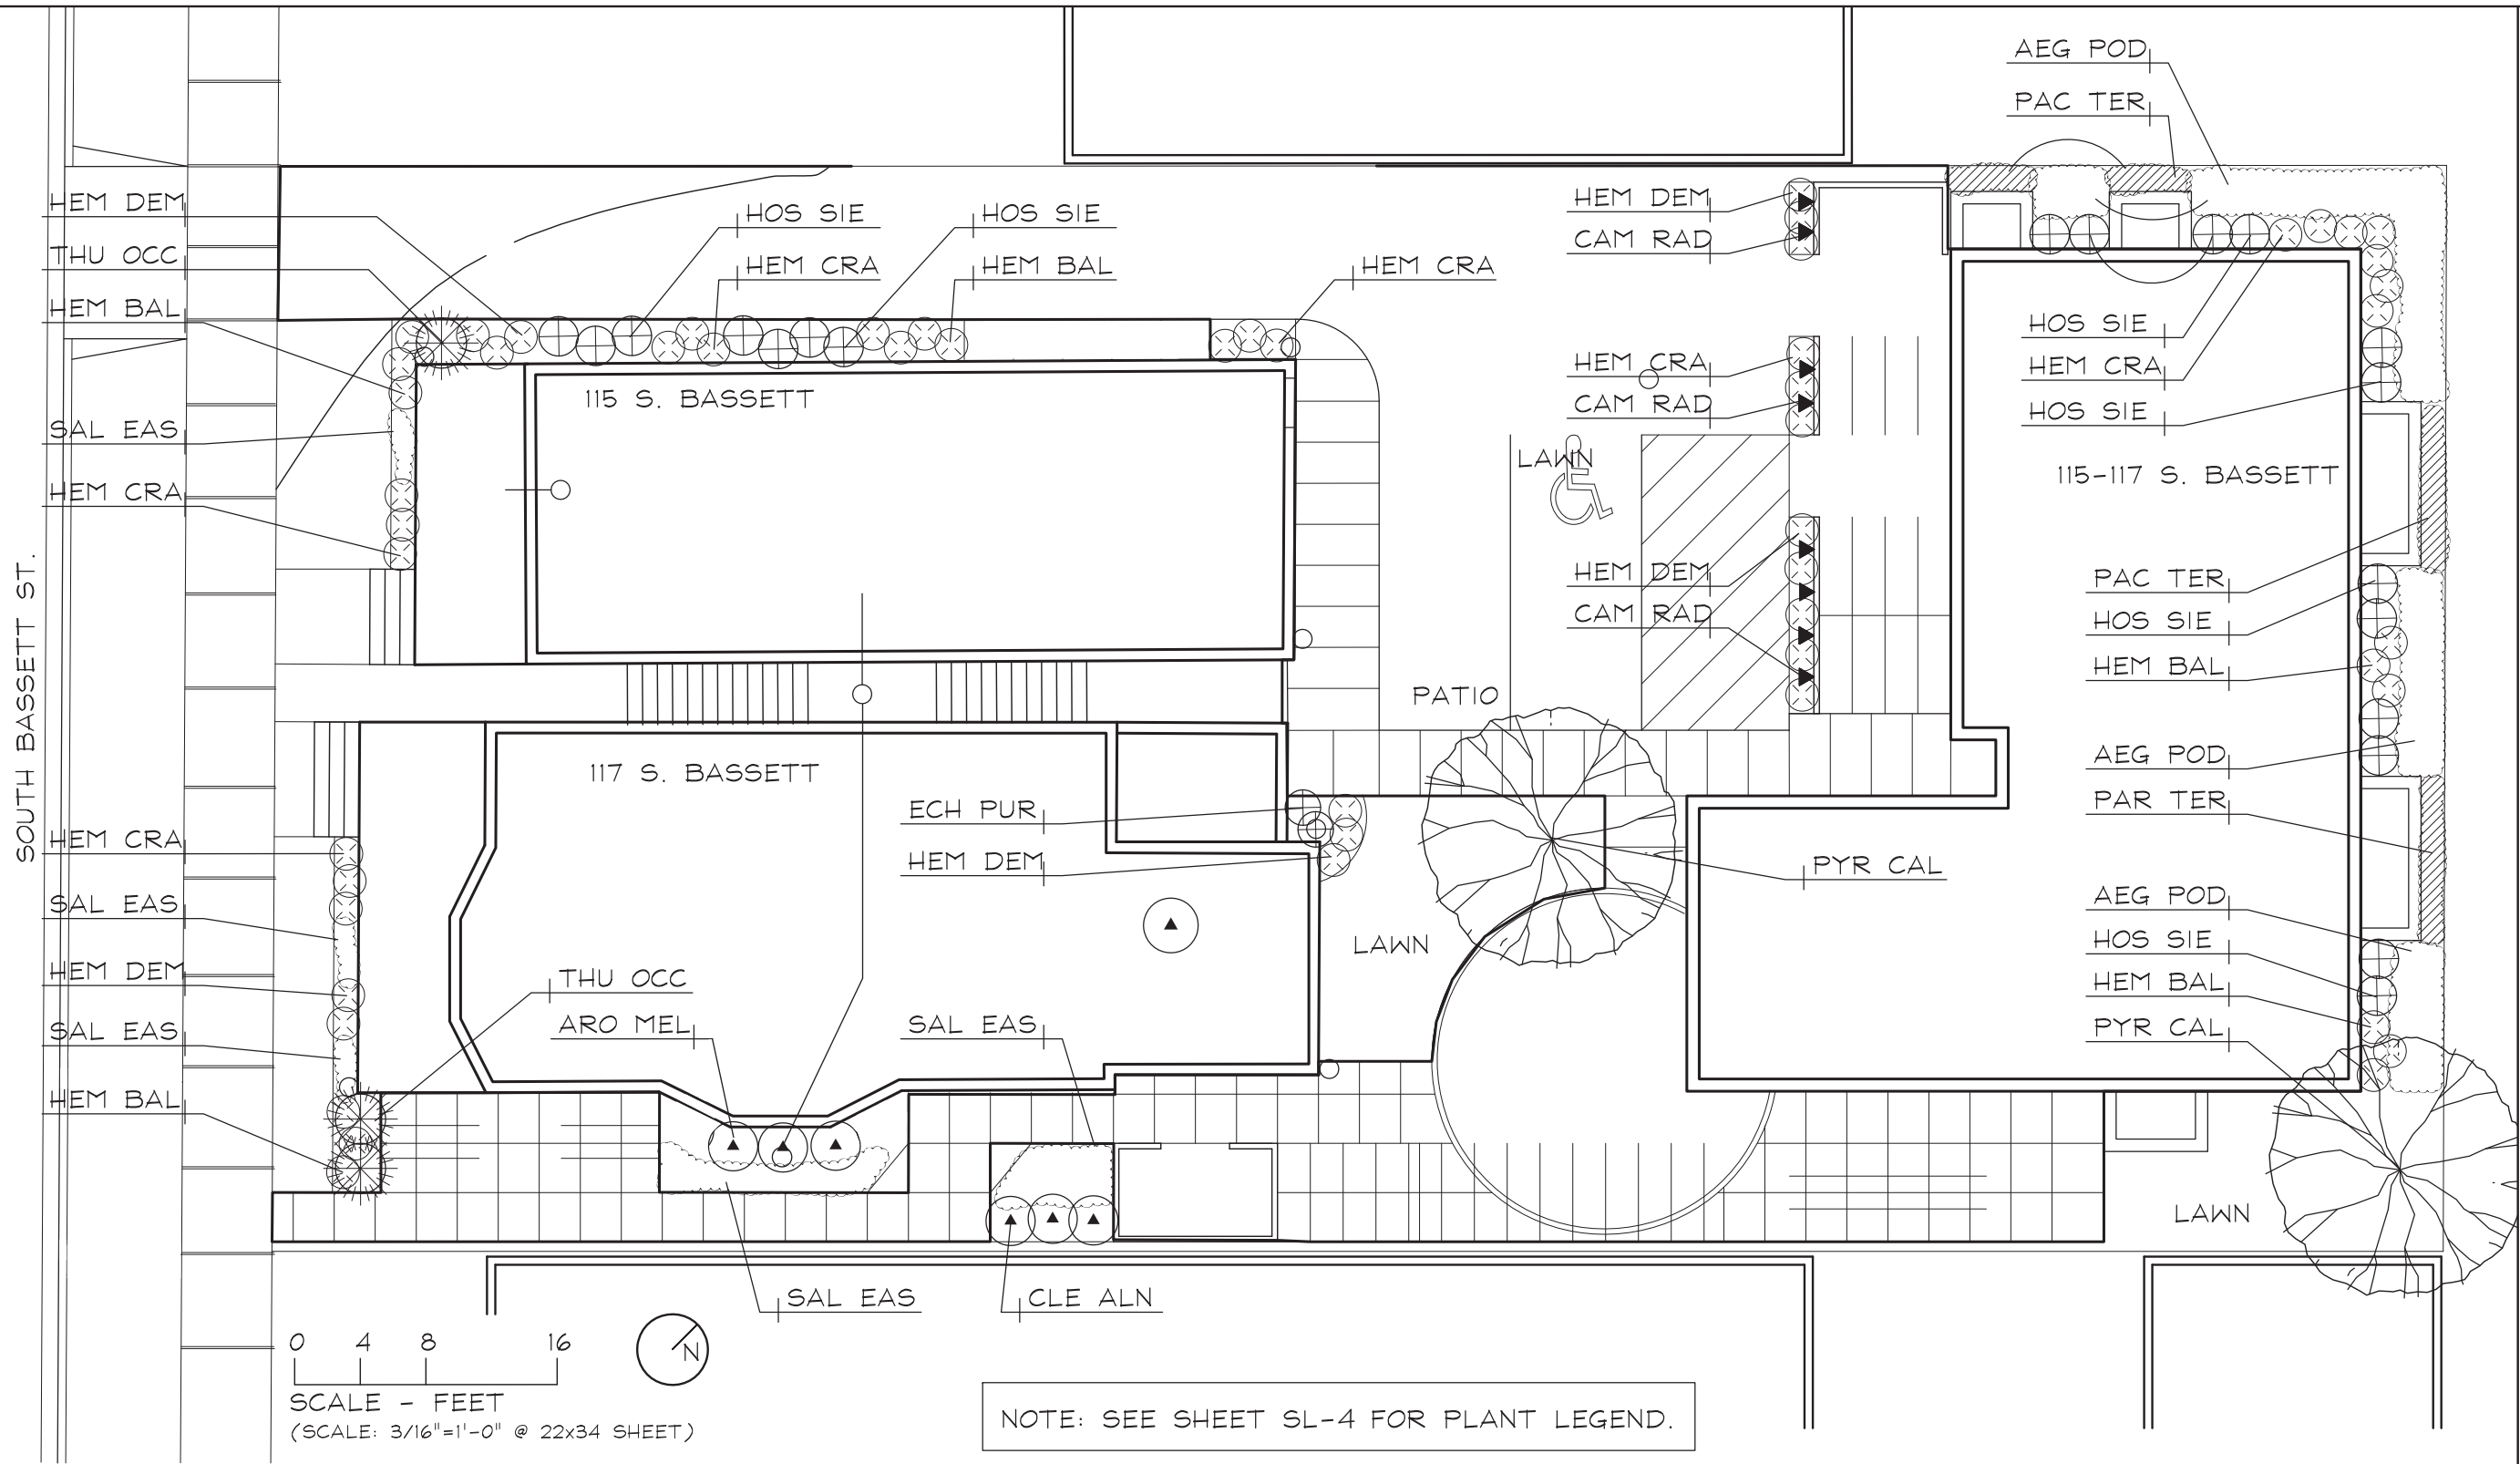 AEG POD
PAC TER
HEM DEM
THU OCC
HEM BAL
SAL EAS
HEM CRA
HOS SIE
HEM CRA
HOS SIE
HEM BAL
HEM CRA
HEM DEM
CAM RAD
HEM CRA
CAM RAD
LAWN
HEM DEM
CAM RAD
HOS SIE
HEM CRA
HOS SIE
115 S. BASSETT
115-117 S. BASSETT
PAC TER
HOS SIE
HEM BAL
AEG POD
PAR TER
AEG POD
HOS SIE
HEM BAL
PYR CAL
SOUTH BASSETT ST.
PATIO
117 S. BASSETT
ECH PUR
HEM DEM
PYR CAL
LAWN
HEM CRA
SAL EAS
HEM DEM
SAL EAS
HEM BAL
THU OCC
ARO MEL
SAL EAS
LAWN
SAL EAS
CLE ALN
0 4 8 16
SCALE - FEET
(SCALE: 3/16"=1'-0" @ 22x34 SHEET)
N
NOTE: SEE SHEET SL-4 FOR PLANT LEGEND.